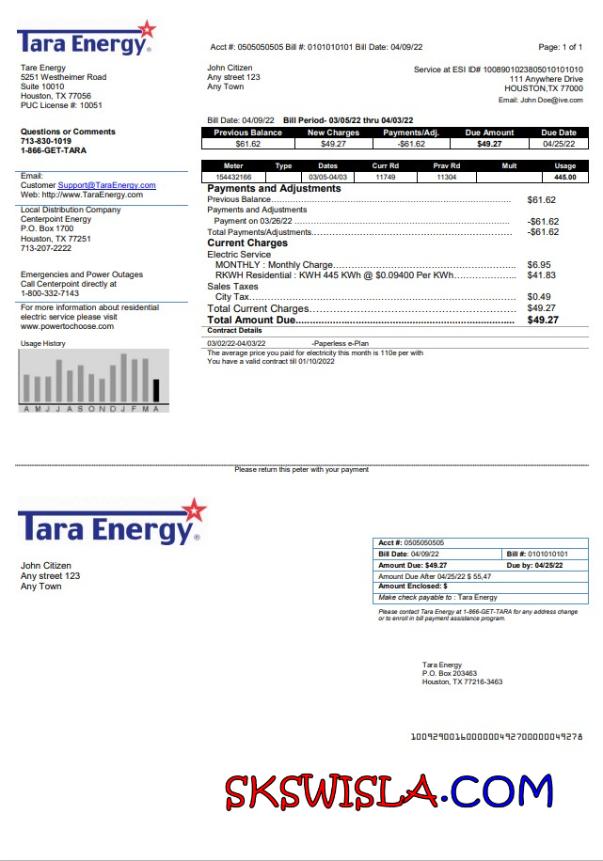 Tara Energy®
Acct #: 0505050505 Bill #: 0101010101 Bill Date: 04/09/22
Page: 1 of 1
Tare Energy
5251 Westheimer Road
Suite 10010
Houston, TX 77056
PUC License #: 10051
John Citizen
Any street 123
Any Town
Service at ESI ID# 1008901023805010101010
111 Anywhere Drive
HOUSTON,TX 77000
Email: John Doe@ive.com
Questions or Comments
713-830-1019
1-866-GET-TARA
Email:
Customer Support@TaraEnergy.com
Web: http://www.TaraEnergy.com
Local Distribution Company
Centerpoint Energy
P.O. Box 1700
Houston, TX 77251
713-207-2222
Emergencies and Power Outages
Call Centerpoint directly at
1-800-332-7143
For more information about residential
electric service please visit
www.powertochoose.com
Usage History
A M J J A S O N D J F M A
Bill Date: 04/09/22 Bill Period- 03/05/22 thru 04/03/22
Previous Balance New Charges Payments/Adj. Due Amount Due Date
$61.62 $49.27 -$61.62 $49.27 04/25/22
Meter Type Dates Curr Rd Prav Rd Mult Usage
154432166 03/05-04/03 11749 11304 445.00
Payments and Adjustments
Previous Balance.......... $61.62
Payments and Adjustments
Payment on 03/26/22 .......... -$61.62
Total Payments/Adjustments.......... -$61.62
Current Charges
Electric Service
MONTHLY : Monthly Charge.......... $6.95
RKWH Residential : KWH 445 KWh @ $0.09400 Per KWh.......... $41.83
Sales Taxes
City Tax.......... $0.49
Total Current Charges.......... $49.27
Total Amount Due.......... $49.27
Contract Details
03/02/22-04/03/22 -Paperless e-Plan
The average price you paid for electricity this month is 110e per with
You have a valid contract till 01/10/2022
Please return this peter with your payment
Tara Energy®
John Citizen
Any street 123
Any Town
Acct #: 0505050505
Bill Date: 04/09/22 Bill #: 0101010101
Amount Due: $49.27 Due by: 04/25/22
Amount Due After 04/25/22 $ 55,47
Amount Enclosed: $
Make check payable to : Tara Energy
Please contact Tara Energy at 1-866-GET-TARA for any address change
or to enroll in bill payment assistance program.
Tara Energy
P.O. Box 203463
Houston, TX 77216-3463
1009290016000000492700000049278
SKSWISLA.COM